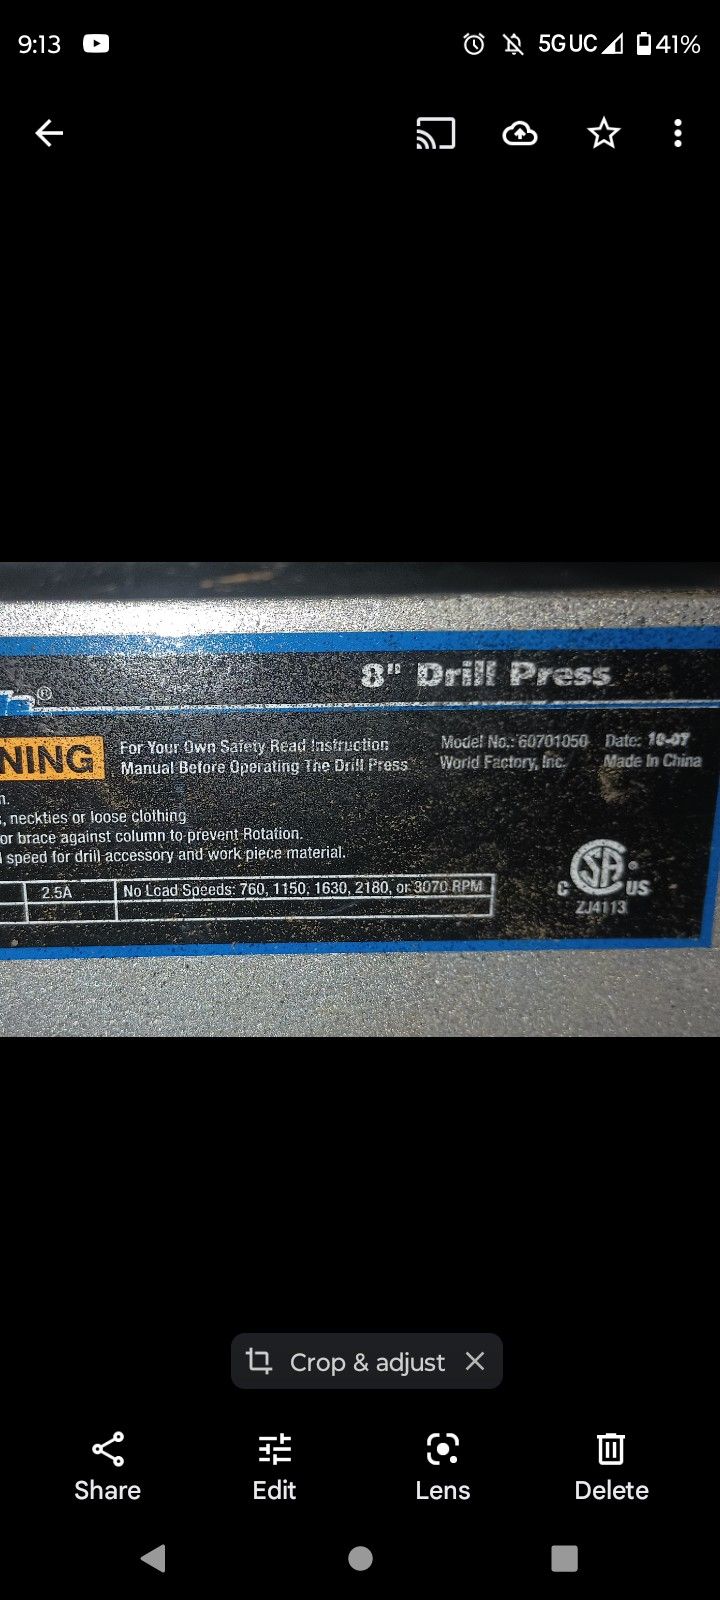 9:13
5G UC 41%
8" Drill Press
®
NING
For Your Own Safety Read Instruction
Manual Before Operating The Drill Press
Model No.: 60701050 Date: 10-07
World Factory, Inc. Made In China
n.
, neckties or loose clothing
or brace against column to prevent Rotation.
speed for drill accessory and work piece material.
2.5A No Load Speeds: 760, 1150, 1630, 2180, or 3070 RPM
C SA ® US
ZJ4113
Crop & adjust
Share Edit Lens Delete